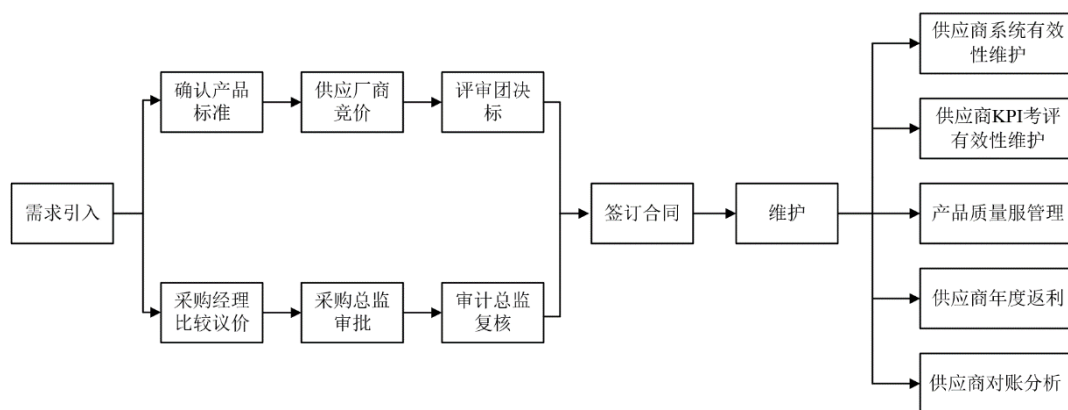 确认产品
标准
供应厂商
竞价
评审团决
标
需求引入
采购经理
比较议价
采购总监
审批
审计总监
复核
签订合同
维护
供应商系统有效
性维护
供应商KPI考评
有效性维护
产品质量服管理
供应商年度返利
供应商对账分析